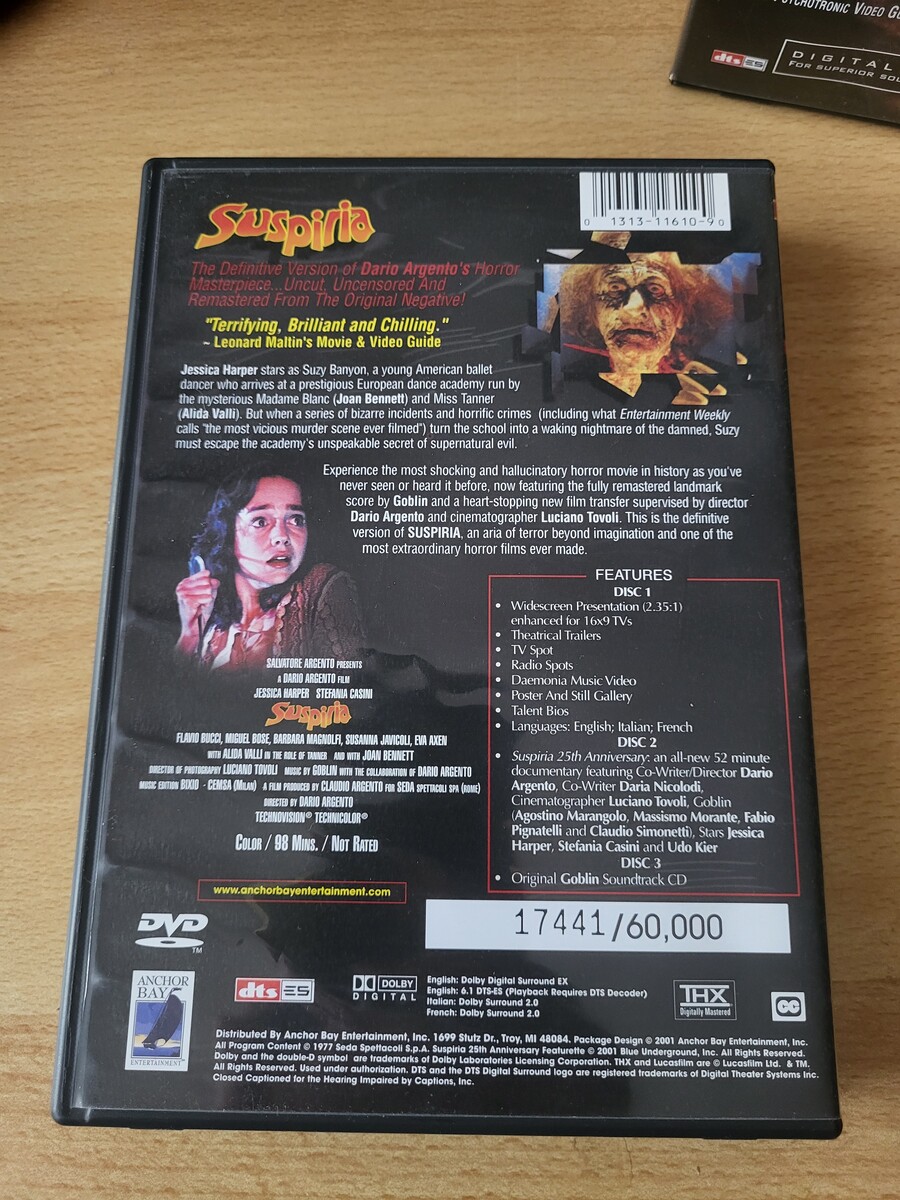 PSYCHOTRONIC VIDEO
dts ES
DIGITAL
FOR SUPERIOR
0 1313-11610-9 0
Suspiria
The Definitive Version of Dario Argento's Horror
Masterpiece...Uncut, Uncensored And
Remastered From The Original Negative!
"Terrifying, Brilliant and Chilling."
~ Leonard Maltin's Movie & Video Guide
Jessica Harper stars as Suzy Banyon, a young American ballet
dancer who arrives at a prestigious European dance academy run by
the mysterious Madame Blanc (Joan Bennett) and Miss Tanner
(Alida Valli). But when a series of bizarre incidents and horrific crimes (including what Entertainment Weekly
calls "the most vicious murder scene ever filmed") turn the school into a waking nightmare of the damned, Suzy
must escape the academy's unspeakable secret of supernatural evil.
Experience the most shocking and hallucinatory horror movie in history as you've
never seen or heard it before, now featuring the fully remastered landmark
score by Goblin and a heart-stopping new film transfer supervised by director
Dario Argento and cinematographer Luciano Tovoli. This is the definitive
version of SUSPIRIA, an aria of terror beyond imagination and one of the
most extraordinary horror films ever made.
SALVATORE ARGENTO PRESENTS
A DARIO ARGENTO FILM
JESSICA HARPER STEFANIA CASINI
Suspiria
FLAVIO BUCCI, MIGUEL BOSE, BARBARA MAGNOLFI, SUSANNA JAVICOLI, EVA AXEN
WITH ALIDA VALLI IN THE ROLE OF TANNER AND WITH JOAN BENNETT
DIRECTOR OF PHOTOGRAPHY LUCIANO TOVOLI MUSIC BY GOBLIN WITH THE COLLABORATION OF DARIO ARGENTO
MUSIC EDITION BIXIO - CEMSA (MILAN) A FILM PRODUCED BY CLAUDIO ARGENTO FOR SEDA SPETTACOLI SPA (ROME)
DIRECTED BY DARIO ARGENTO
TECHNOVISION® TECHNICOLOR®
COLOR / 98 MINS. / NOT RATED
www.anchorbayentertainment.com
FEATURES
DISC 1
• Widescreen Presentation (2.35:1)
enhanced for 16x9 TVs
• Theatrical Trailers
• TV Spot
• Radio Spots
• Daemonia Music Video
• Poster And Still Gallery
• Talent Bios
• Languages: English; Italian; French
DISC 2
• Suspiria 25th Anniversary: an all-new 52 minute
documentary featuring Co-Writer/Director Dario
Argento, Co-Writer Daria Nicolodi,
Cinematographer Luciano Tovoli, Goblin
(Agostino Marangolo, Massismo Morante, Fabio
Pignatelli and Claudio Simonetti), Stars Jessica
Harper, Stefania Casini and Udo Kier
DISC 3
• Original Goblin Soundtrack CD
17441/60,000
DVD
TM
ANCHOR
BAY
ENTERTAINMENT
dts ES
DOLBY
DIGITAL
English: Dolby Digital Surround EX
English: 6.1 DTS-ES (Playback Requires DTS Decoder)
Italian: Dolby Surround 2.0
French: Dolby Surround 2.0
THX
Digitally Mastered
CC
Distributed By Anchor Bay Entertainment, Inc. 1699 Stutz Dr., Troy, MI 48084. Package Design © 2001 Anchor Bay Entertainment, Inc.
All Program Content © 1977 Seda Spettacoli S.p.A. Suspiria 25th Anniversary Featurette © 2001 Blue Underground, Inc. All Rights Reserved.
Dolby and the double-D symbol are trademarks of Dolby Laboratories Licensing Corporation. THX and Lucasfilm are © Lucasfilm Ltd. & TM.
All Rights Reserved. Used under authorization. DTS and the DTS Digital Surround logo are registered trademarks of Digital Theater Systems Inc.
Closed Captioned for the Hearing Impaired by Captions, Inc.